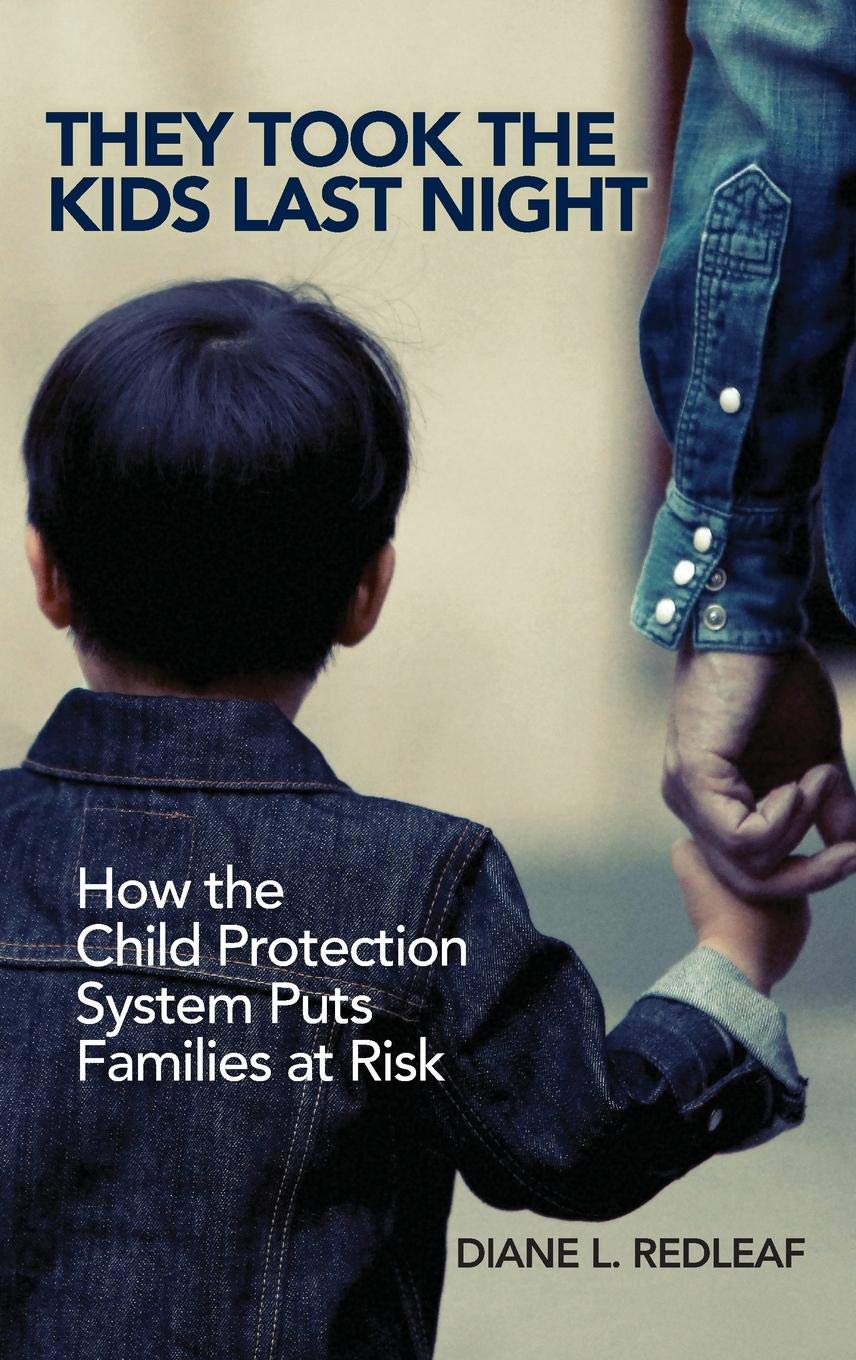 THEY TOOK THE
KIDS LAST NIGHT
How the
Child Protection
System Puts
Families at Risk
DIANE L. REDLEAF